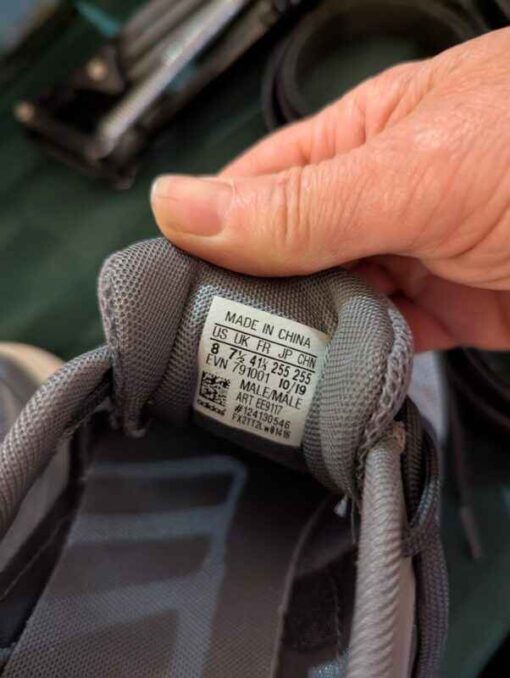 MADE IN CHINA
US UK FR JP CHN
8 7½ 41⅓ 255 255
EVN 791001 10/19
MALE/MALE
ART EE9117
#124130546
adidas